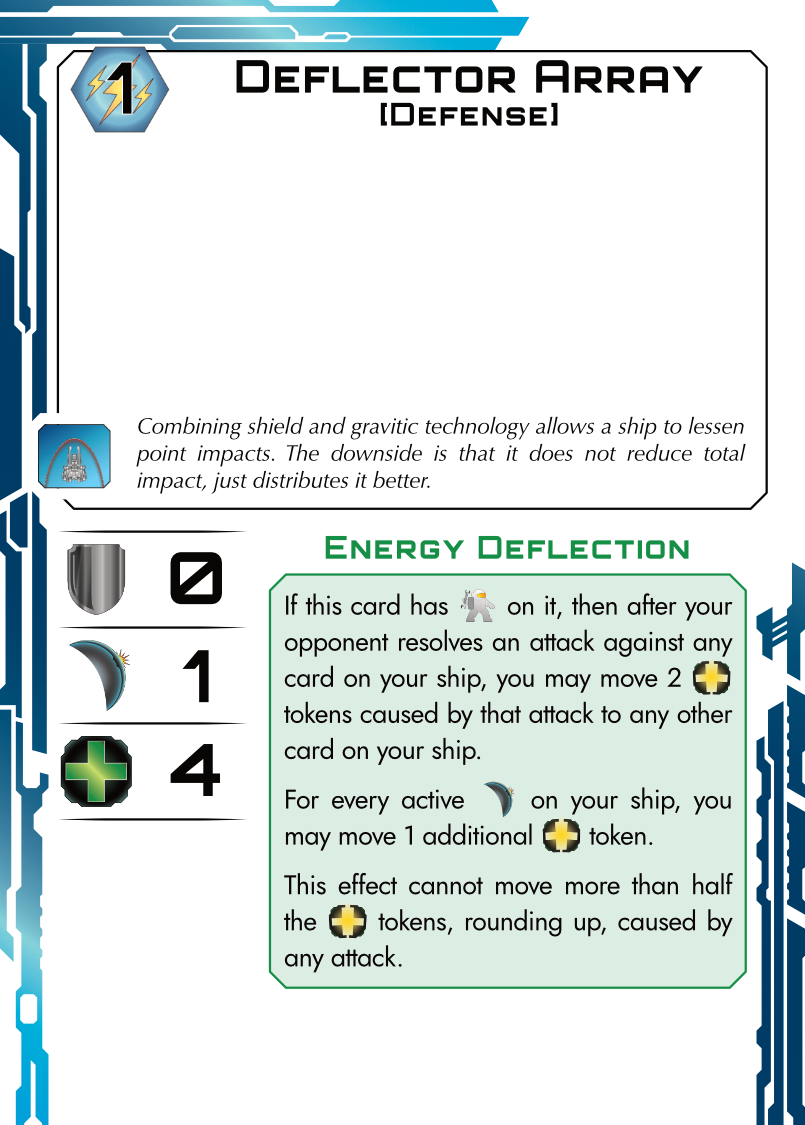 1
DEFLECTOR ARRAY
[DEFENSE]
Combining shield and gravitic technology allows a ship to lessen
point impacts. The downside is that it does not reduce total
impact, just distributes it better.
0
1
4
ENERGY DEFLECTION
If this card has on it, then after your
opponent resolves an attack against any
card on your ship, you may move 2
tokens caused by that attack to any other
card on your ship.
For every active on your ship, you
may move 1 additional token.
This effect cannot move more than half
the tokens, rounding up, caused by
any attack.